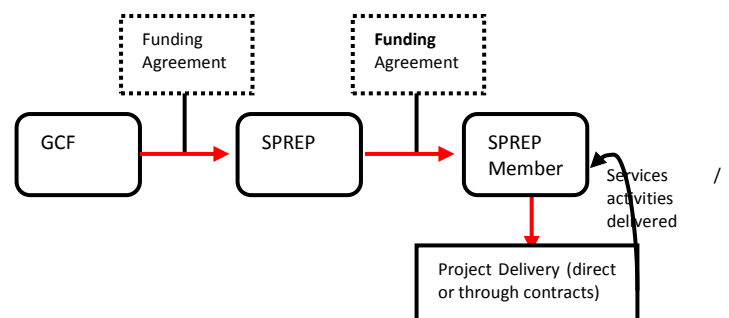 Funding
Agreement
Funding
Agreement
GCF
SPREP
SPREP
Member
Services /
activities
delivered
Project Delivery (direct
or through contracts)